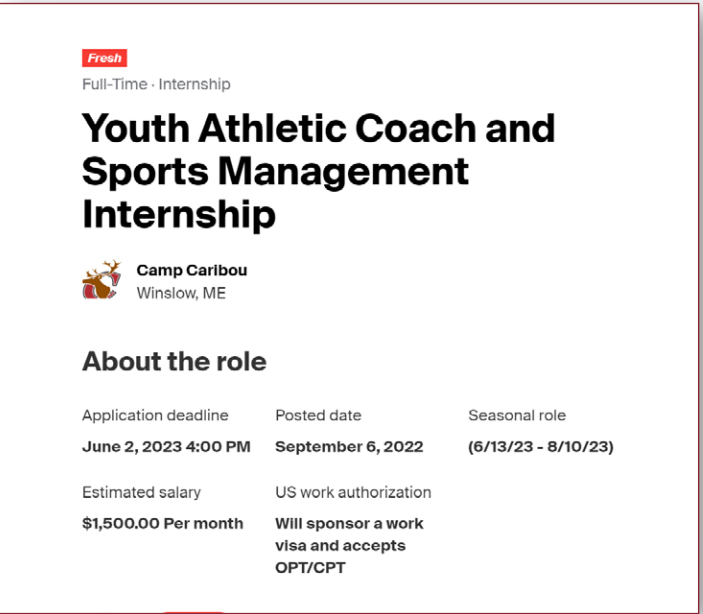 Fresh
Full-Time · Internship
Youth Athletic Coach and
Sports Management
Internship
Camp Caribou
Winslow, ME
About the role
Application deadline
June 2, 2023 4:00 PM
Posted date
September 6, 2022
Seasonal role
(6/13/23 - 8/10/23)
Estimated salary
$1,500.00 Per month
US work authorization
Will sponsor a work
visa and accepts
OPT/CPT